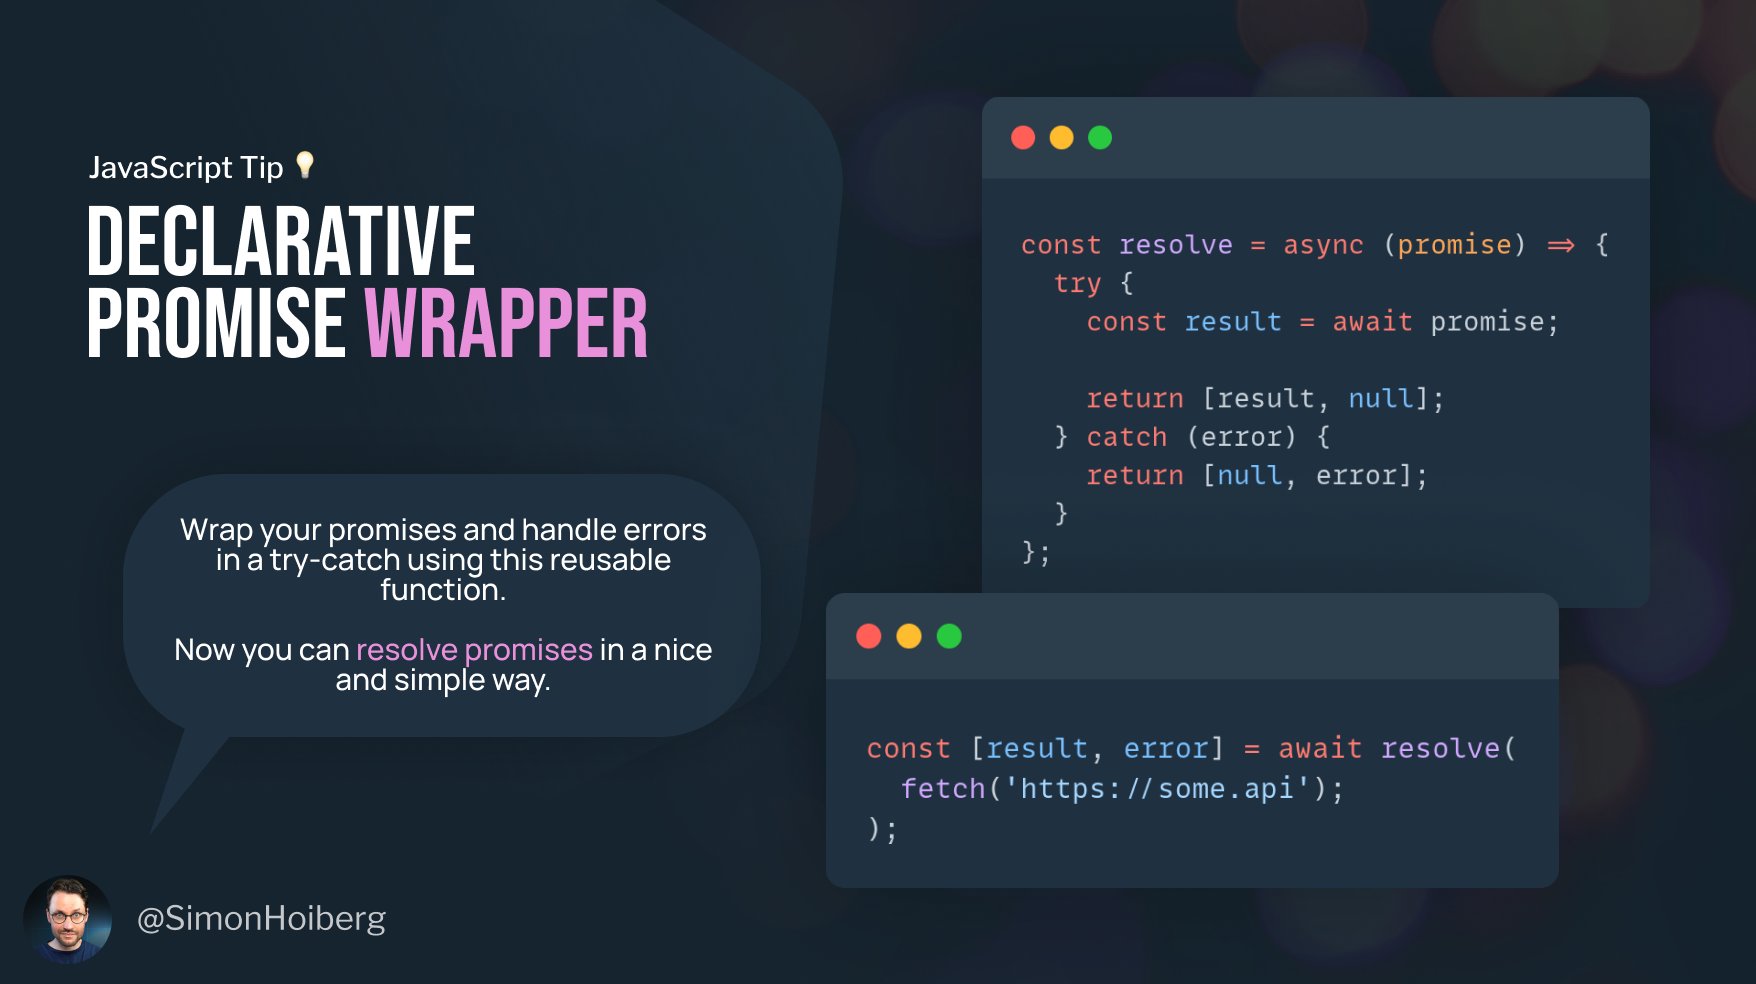 JavaScript Tip 💡
DECLARATIVE
PROMISE WRAPPER
Wrap your promises and handle errors
in a try-catch using this reusable
function.
Now you can resolve promises in a nice
and simple way.
@SimonHoiberg
const resolve = async (promise) => {
  try {
    const result = await promise;

    return [result, null];
  } catch (error) {
    return [null, error];
  }
};
const [result, error] = await resolve(
  fetch('https://some.api');
);